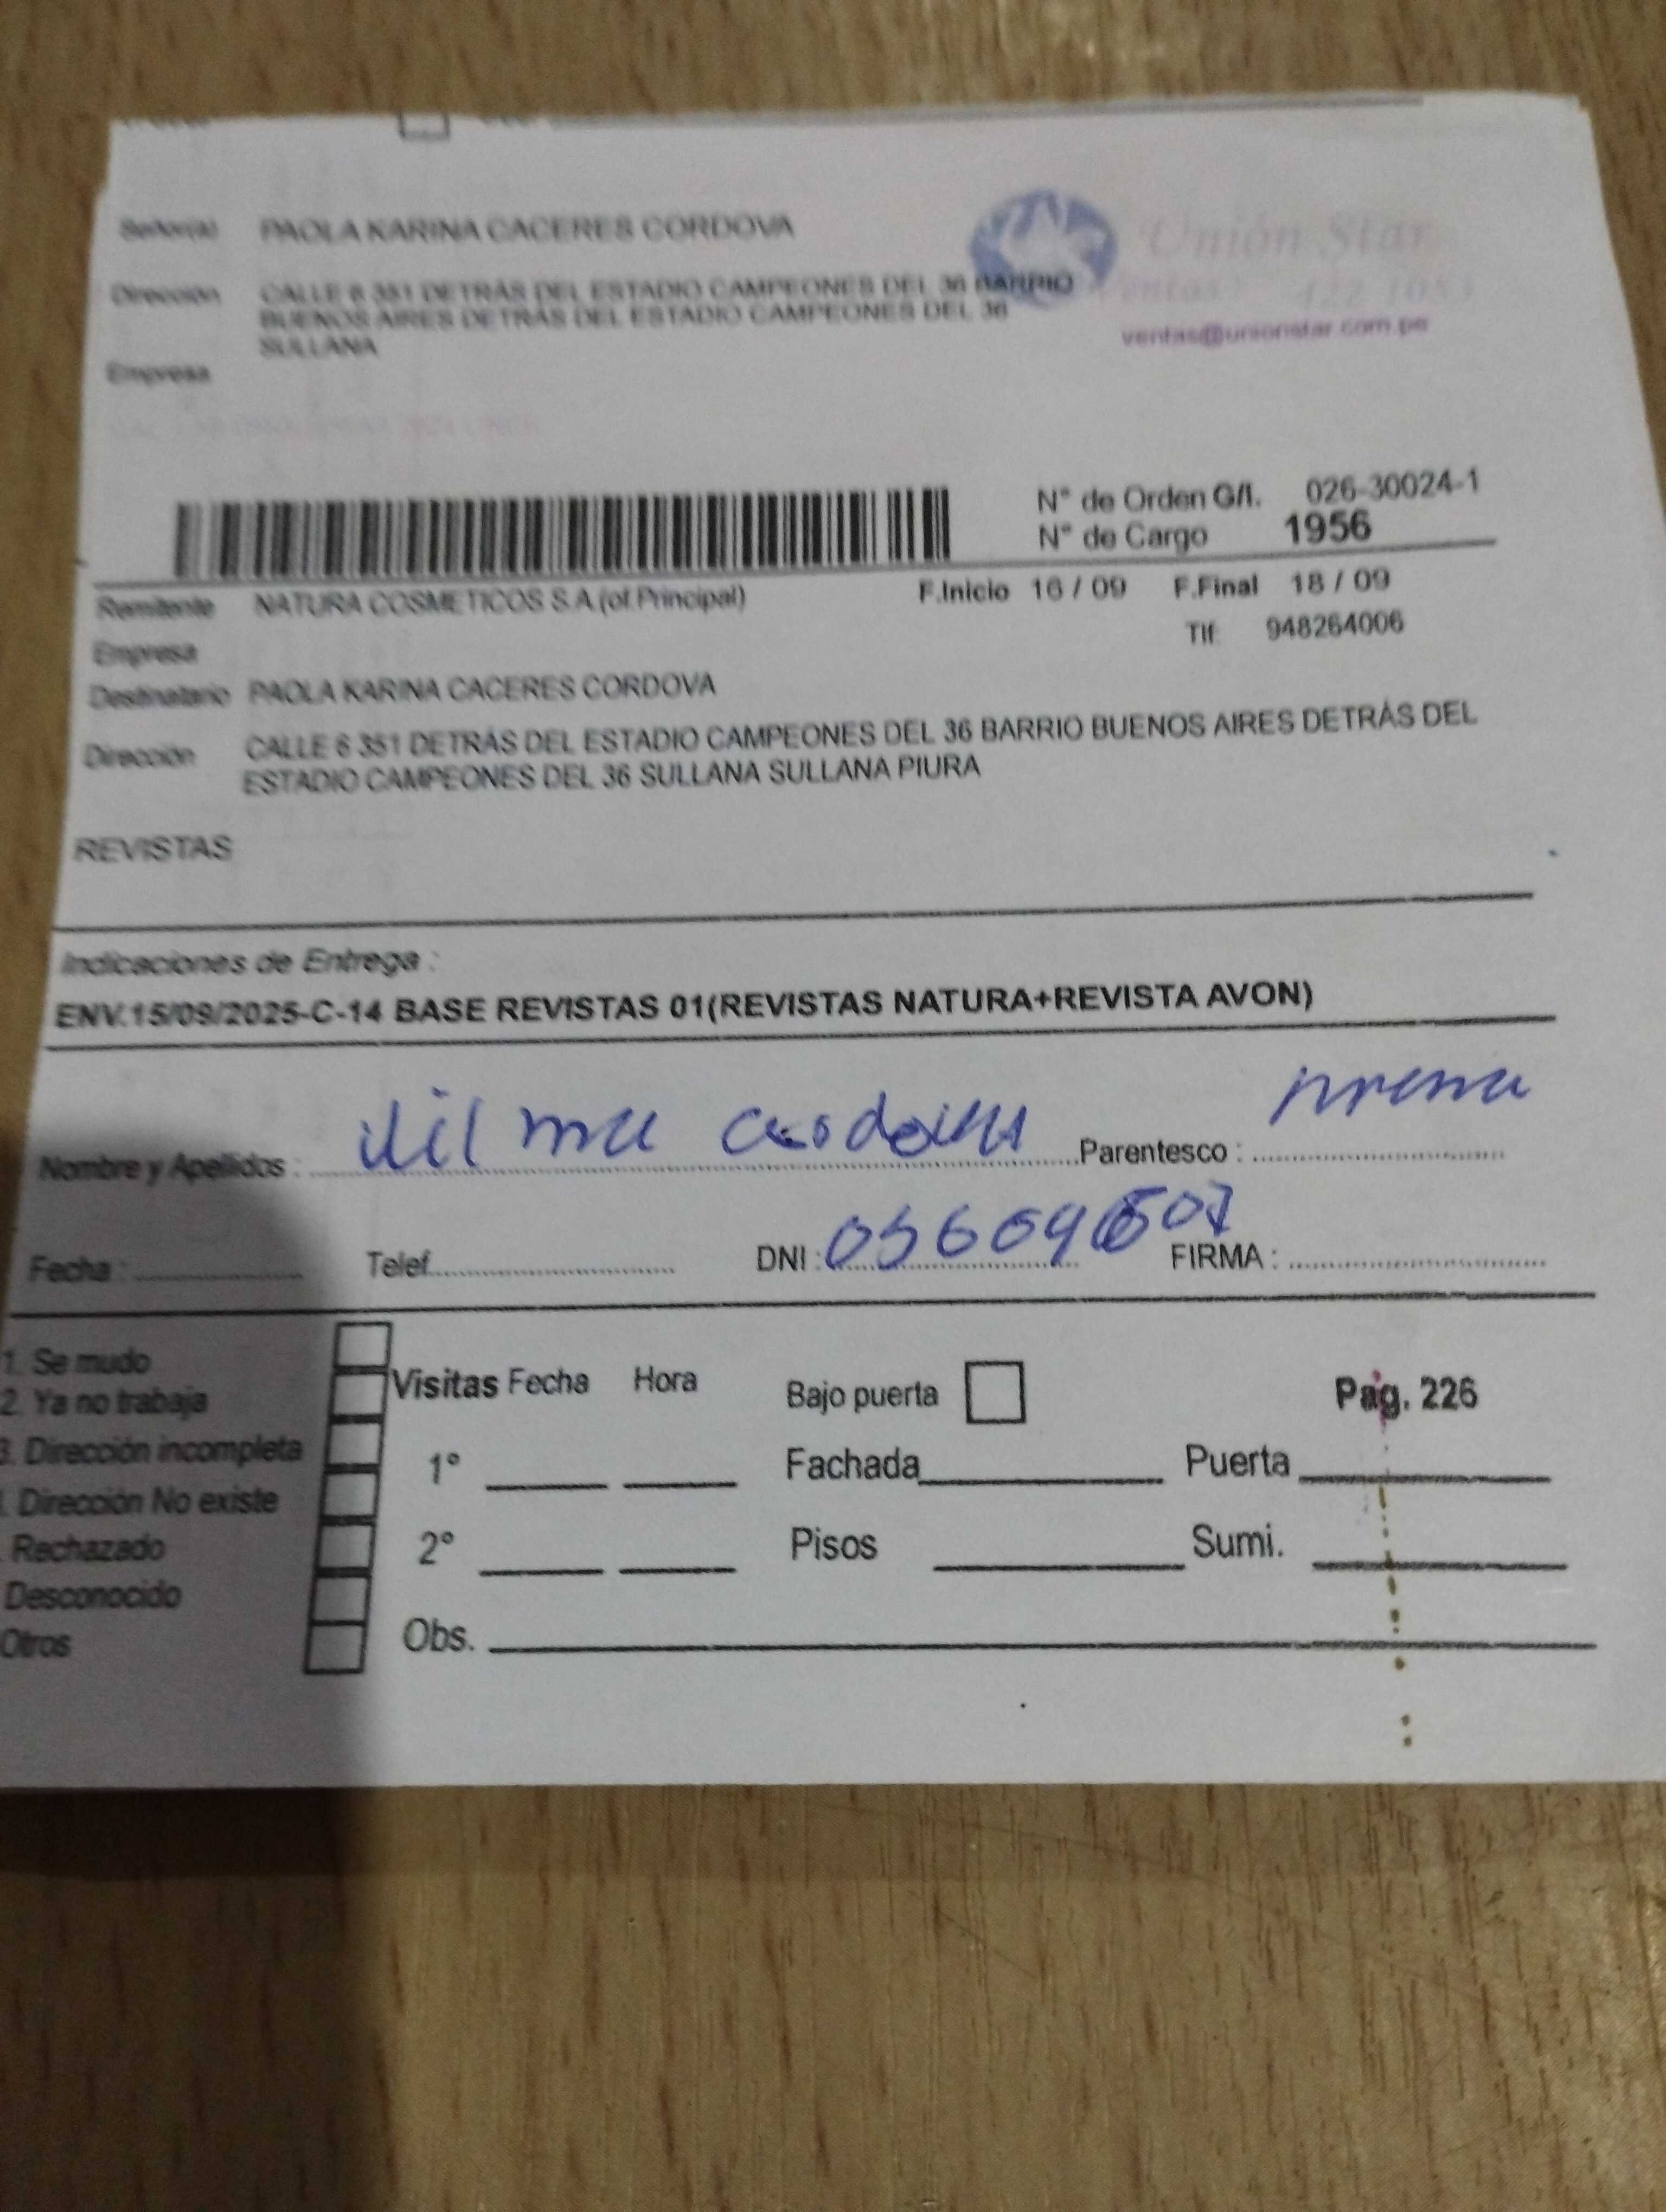 Señor(a) PAOLA KARINA CACERES CORDOVA
Unión Star
Dirección CALLE 6 351 DETRÁS DEL ESTADIO CAMPEONES DEL 36 BARRIO
BUENOS AIRES DETRÁS DEL ESTADIO CAMPEONES DEL 36
SULLANA
Ventas: 422-1053
ventas@unionstar.com.pe
Empresa
N° de Orden G/I. 026-30024-1
N° de Cargo 1956
Remitente NATURA COSMETICOS S.A.(of.Principal) F.Inicio 16 / 09 F.Final 18 / 09
Empresa Tlf 948264006
Destinatario PAOLA KARINA CACERES CORDOVA
Dirección CALLE 6 351 DETRÁS DEL ESTADIO CAMPEONES DEL 36 BARRIO BUENOS AIRES DETRÁS DEL
ESTADIO CAMPEONES DEL 36 SULLANA SULLANA PIURA
REVISTAS
Indicaciones de Entrega :
ENV.15/09/2025-C-14 BASE REVISTAS 01(REVISTAS NATURA+REVISTA AVON)
Nombre y Apellidos : Parentesco :
Fecha : Telef. DNI : FIRMA :
1. Se mudo
2. Ya no trabaja
3. Dirección incompleta
. Dirección No existe
. Rechazado
Desconocido
Otros
Visitas Fecha Hora Bajo puerta Pag. 226
1° Fachada Puerta
2° Pisos Sumi.
Obs.